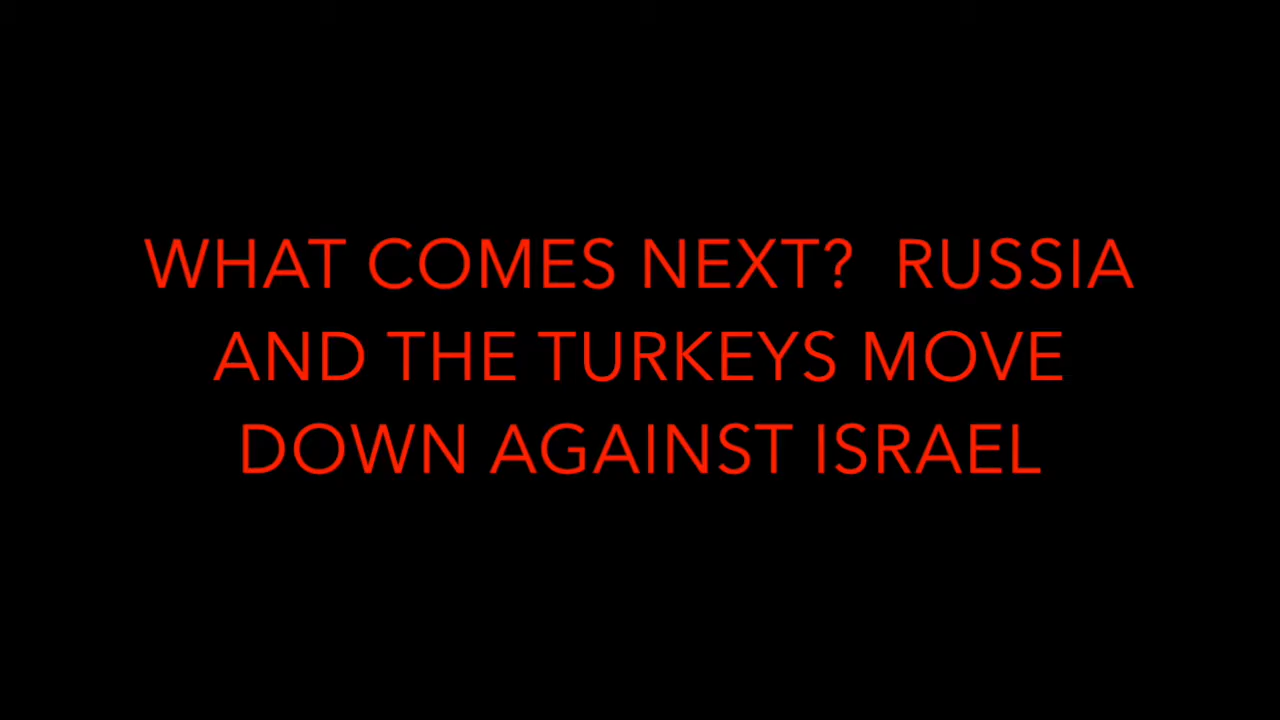 WHAT COMES NEXT?  RUSSIA
AND THE TURKEYS MOVE
DOWN AGAINST ISRAEL